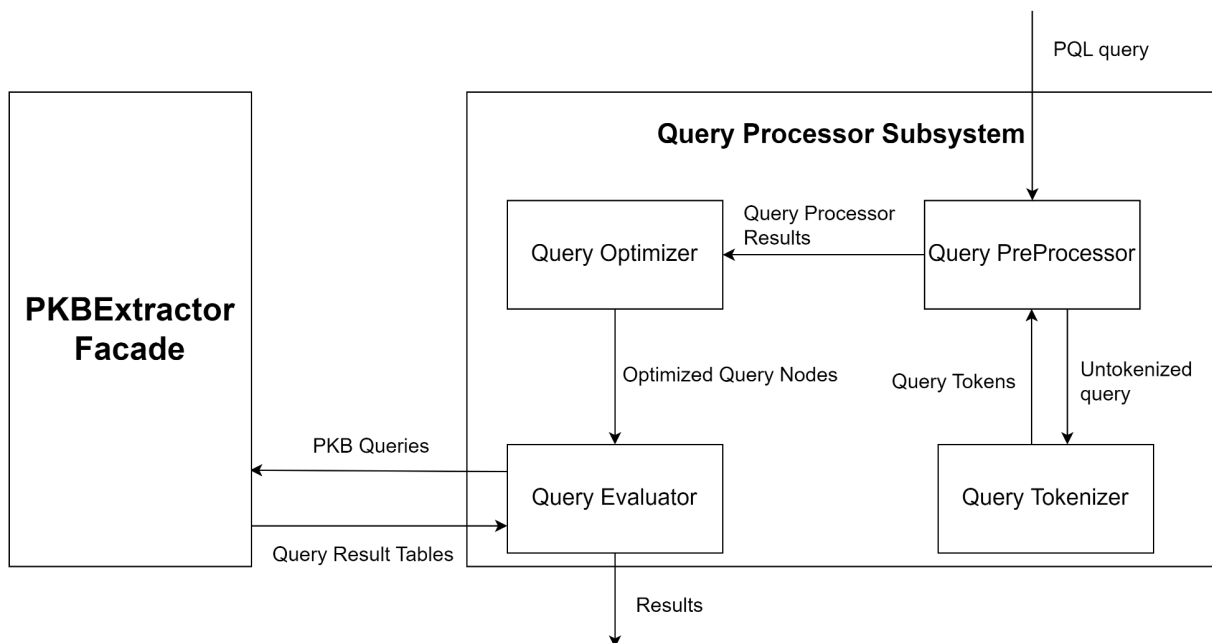 PQL query
Query Processor Subsystem
Query Processor
Results
Query Optimizer
Query PreProcessor
PKBExtractor
Facade
Optimized Query Nodes
Query Tokens
Untokenized
query
PKB Queries
Query Evaluator
Query Tokenizer
Query Result Tables
Results